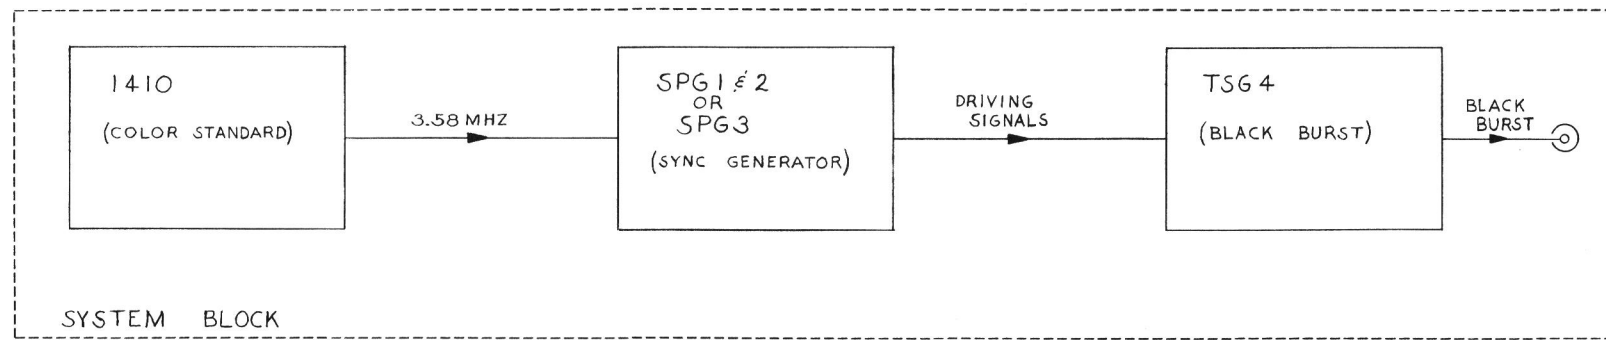 1410
(COLOR STANDARD)
3.58 MHZ
SPG1 & 2
OR
SPG3
(SYNC GENERATOR)
DRIVING
SIGNALS
TSG4
(BLACK BURST)
BLACK
BURST
SYSTEM BLOCK